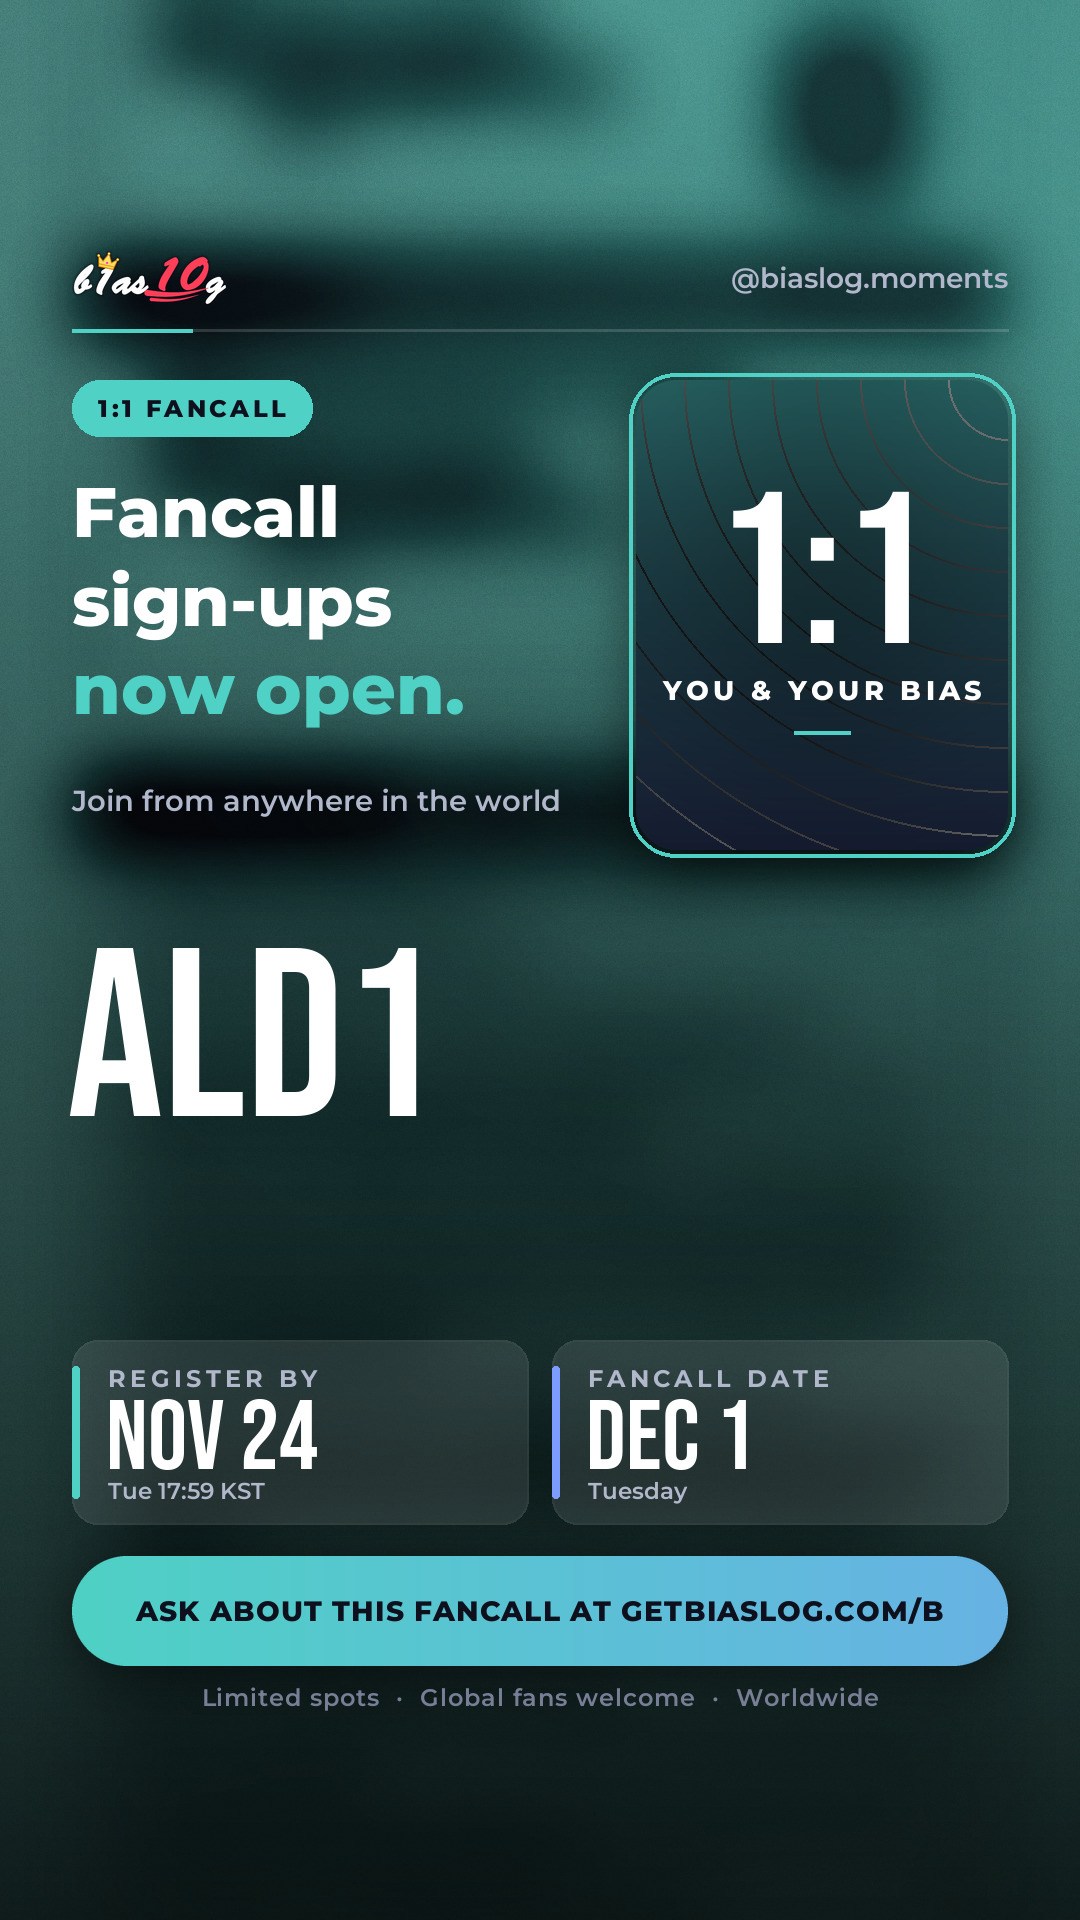 b1as10g
@biaslog.moments
1:1 FANCALL
Fancall
sign-ups
now open.
Join from anywhere in the world
1:1
YOU & YOUR BIAS
ALD1
REGISTER BY
NOV 24
Tue 17:59 KST
FANCALL DATE
DEC 1
Tuesday
ASK ABOUT THIS FANCALL AT GETBIASLOG.COM/B
Limited spots · Global fans welcome · Worldwide